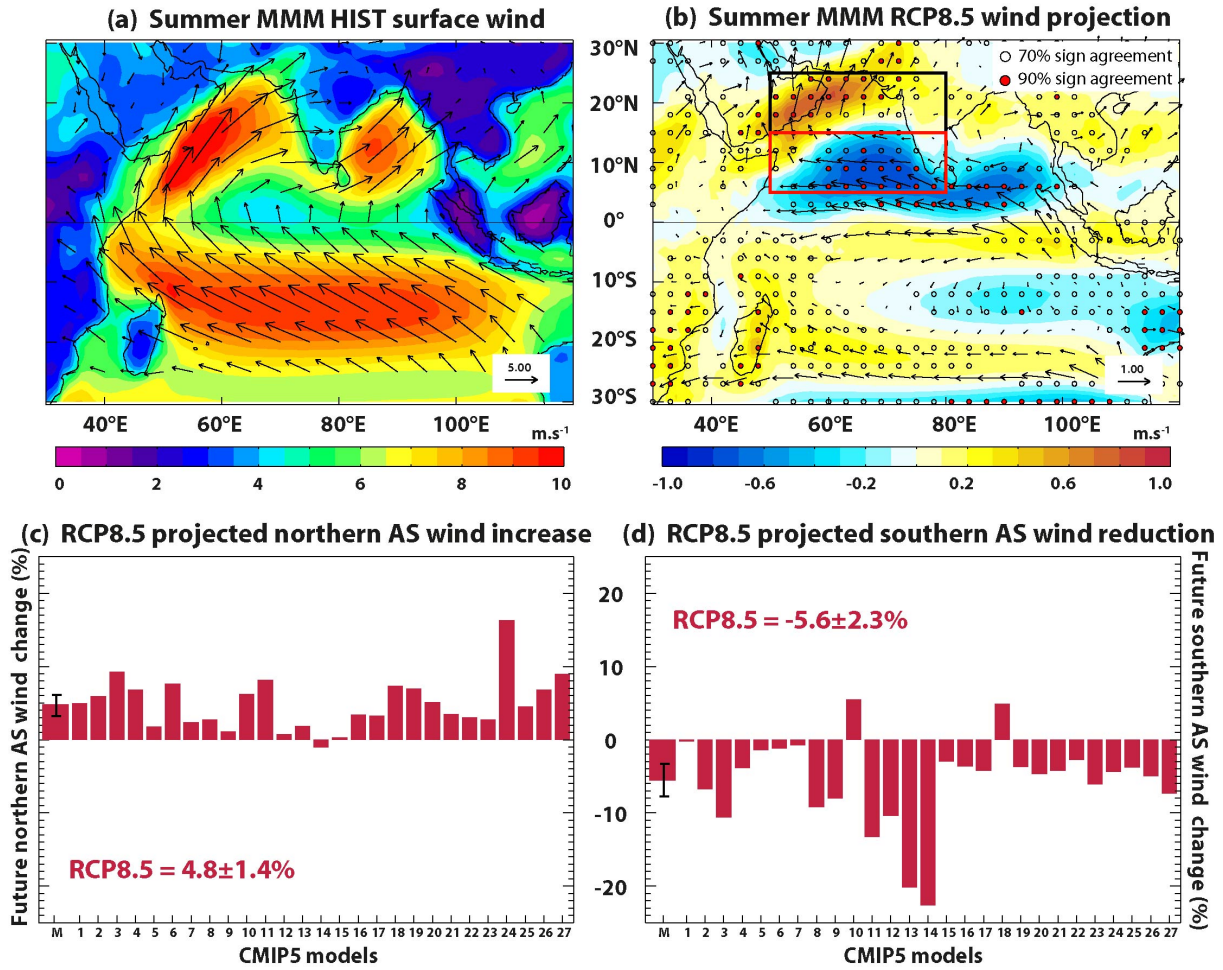 (a) Summer MMM HIST surface wind
(b) Summer MMM RCP8.5 wind projection
5.00
40°E 60°E 80°E 100°E m.s⁻¹
0 2 4 6 8 10
30°N
20°N
10°N
0°
10°S
20°S
30°S
70% sign agreement
90% sign agreement
1.00
40°E 60°E 80°E 100°E m.s⁻¹
-1.0 -0.6 -0.2 0.2 0.6 1.0
(c) RCP8.5 projected northern AS wind increase
Future northern AS wind change (%)
RCP8.5 = 4.8±1.4%
M 1 2 3 4 5 6 7 8 9 10 11 12 13 14 15 16 17 18 19 20 21 22 23 24 25 26 27
CMIP5 models
(d) RCP8.5 projected southern AS wind reduction
20
10
0
-10
-20
RCP8.5 = -5.6±2.3%
Future southern AS wind change (%)
M 1 2 3 4 5 6 7 8 9 10 11 12 13 14 15 16 17 18 19 20 21 22 23 24 25 26 27
CMIP5 models